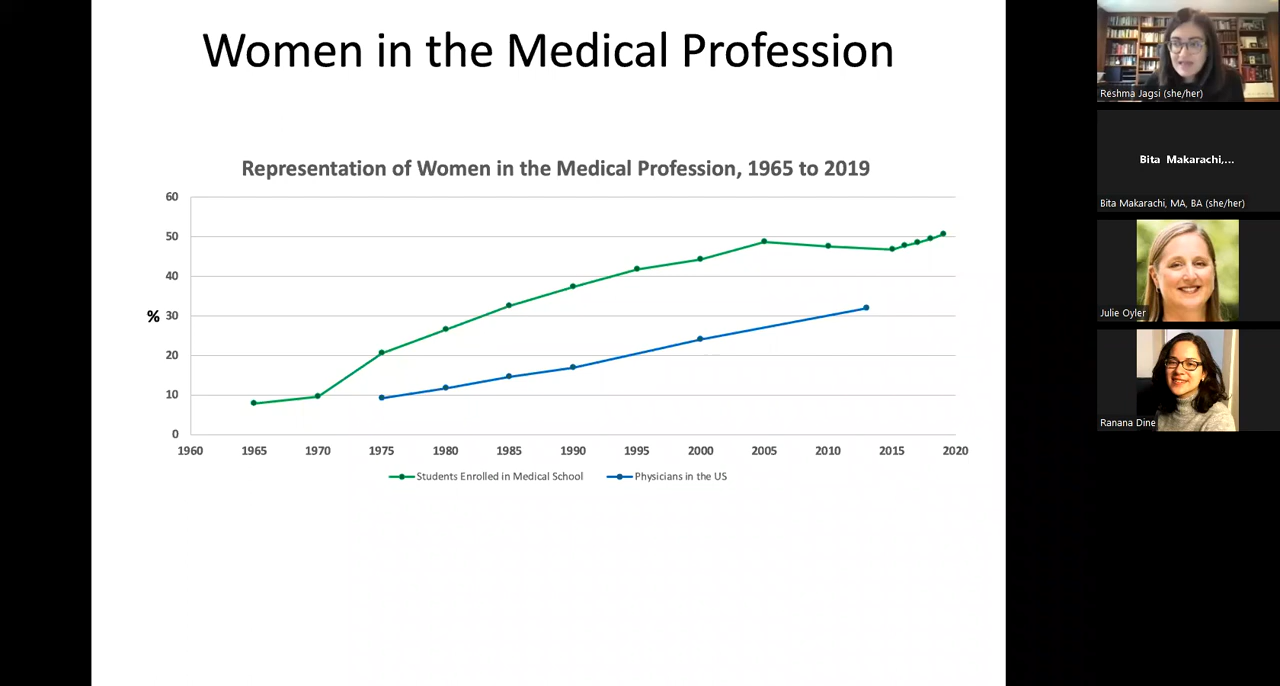 Women in the Medical Profession
Representation of Women in the Medical Profession, 1965 to 2019
60
50
40
% 30
20
10
0
1960 1965 1970 1975 1980 1985 1990 1995 2000 2005 2010 2015 2020
Students Enrolled in Medical School Physicians in the US
Reshma Jagsi (she/her)
Bita Makarachi,...
Bita Makarachi, MA, BA (she/her)
Julie Oyler
Ranana Dine